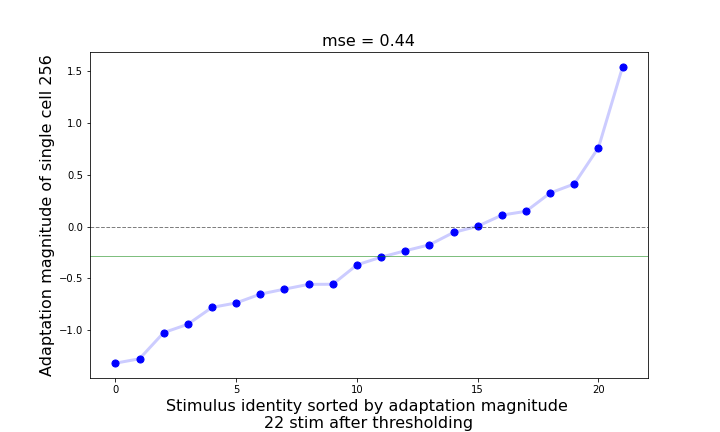 mse = 0.44
Adaptation magnitude of single cell 256
1.5
1.0
0.5
0.0
−0.5
−1.0
0 5 10 15 20
Stimulus identity sorted by adaptation magnitude
22 stim after thresholding